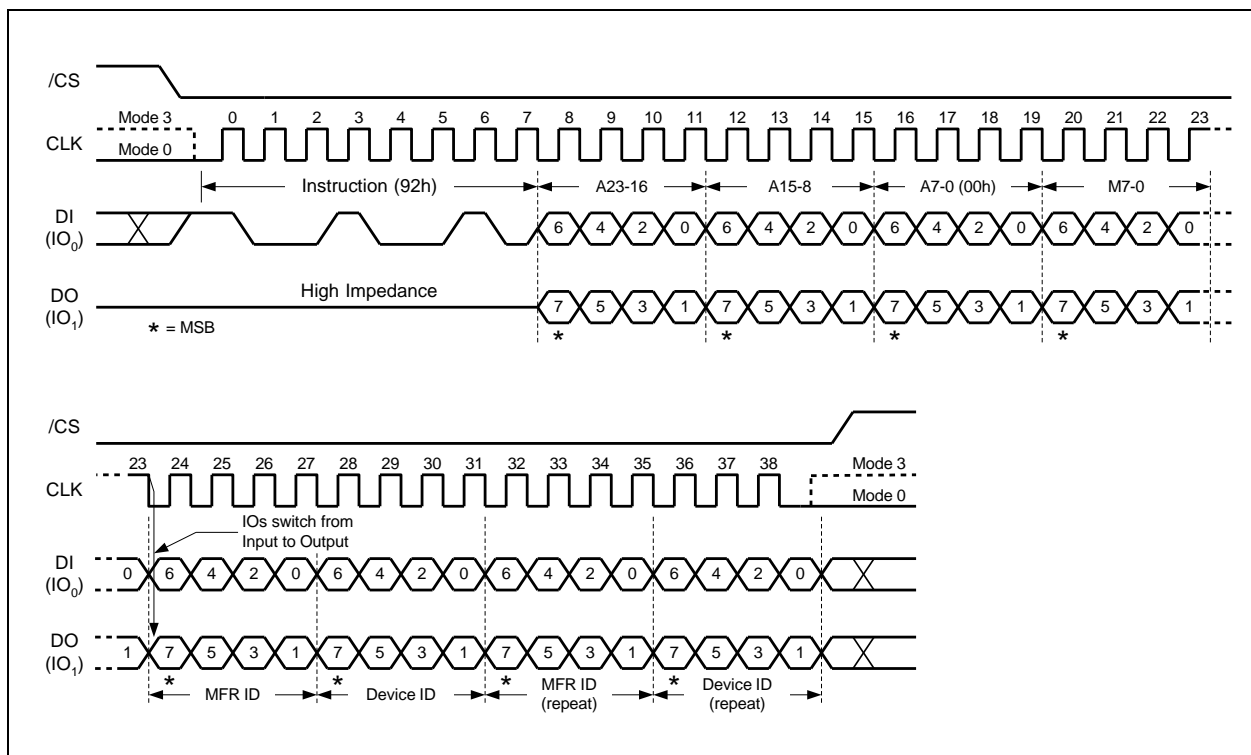 /CS
Mode 3
0 1 2 3 4 5 6 7 8 9 10 11 12 13 14 15 16 17 18 19 20 21 22 23
CLK
Mode 0
Instruction (92h) A23-16 A15-8 A7-0 (00h) M7-0
DI
(IO0)
6 4 2 0 6 4 2 0 6 4 2 0 6 4 2 0
High Impedance
DO
(IO1)
7 5 3 1 7 5 3 1 7 5 3 1 7 5 3 1
* = MSB
* * * *
/CS
23 24 25 26 27 28 29 30 31 32 33 34 35 36 37 38
Mode 3
CLK
Mode 0
IOs switch from
Input to Output
DI
(IO0)
0 6 4 2 0 6 4 2 0 6 4 2 0 6 4 2 0
DO
(IO1)
1 7 5 3 1 7 5 3 1 7 5 3 1 7 5 3 1
* * * *
MFR ID Device ID MFR ID
(repeat)
Device ID
(repeat)